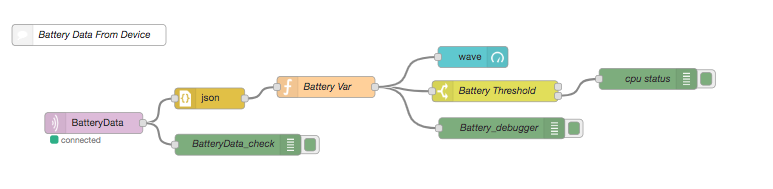 Battery Data From Device
wave
cpu status
json
Battery Var
Battery Threshold
BatteryData
connected
BatteryData_check
Battery_debugger